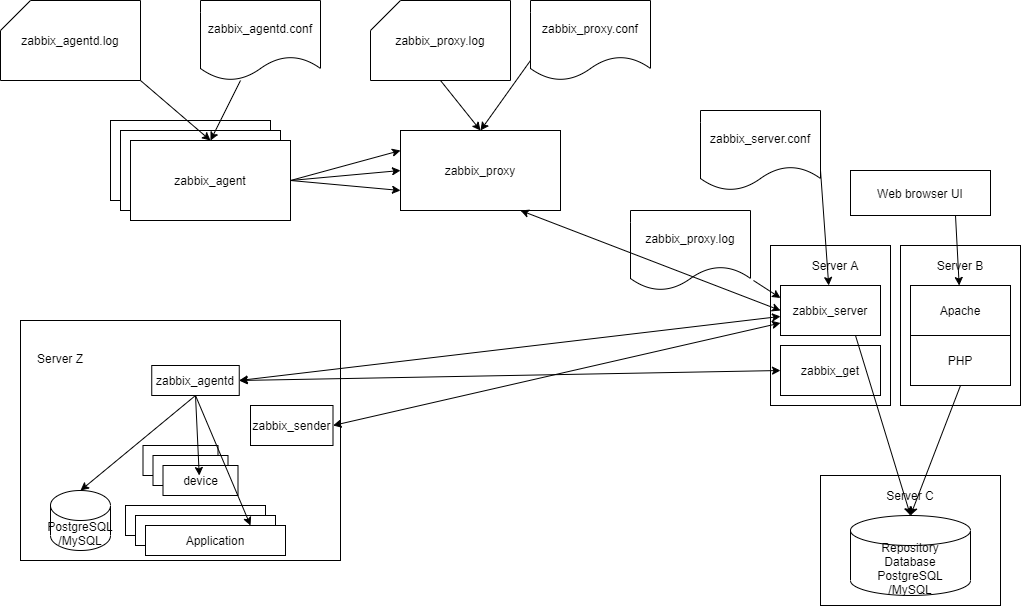 zabbix_agentd.log
zabbix_agentd.conf
zabbix_proxy.log
zabbix_proxy.conf
zabbix_agent
zabbix_proxy
zabbix_server.conf
Web browser UI
zabbix_proxy.log
Server A
Server B
zabbix_server
Apache
zabbix_get
PHP
Server Z
zabbix_agentd
zabbix_sender
device
PostgreSQL
/MySQL
Application
Server C
Repository
Database
PostgreSQL
/MySQL